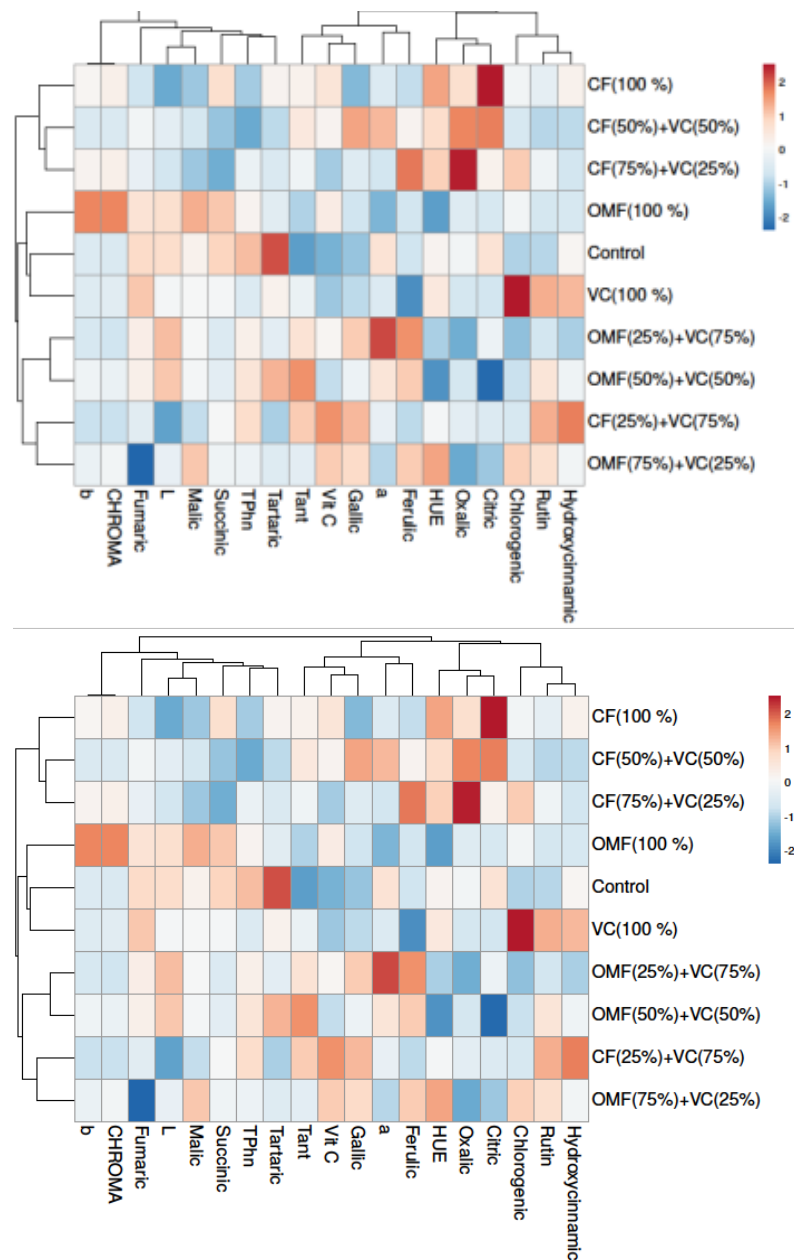 CF(100 %)
CF(50%)+VC(50%)
CF(75%)+VC(25%)
OMF(100 %)
Control
VC(100 %)
OMF(25%)+VC(75%)
OMF(50%)+VC(50%)
CF(25%)+VC(75%)
OMF(75%)+VC(25%)
2
1
0
-1
-2
b
CHROMA
Fumaric
L
Malic
Succinic
TPhn
Tartaric
Tant
Vit C
Gallic
a
Ferulic
HUE
Oxalic
Citric
Chlorogenic
Rutin
Hydroxycinnamic
CF(100 %)
CF(50%)+VC(50%)
CF(75%)+VC(25%)
OMF(100 %)
Control
VC(100 %)
OMF(25%)+VC(75%)
OMF(50%)+VC(50%)
CF(25%)+VC(75%)
OMF(75%)+VC(25%)
2
1
0
-1
-2
b
CHROMA
Fumaric
L
Malic
Succinic
TPhn
Tartaric
Tant
Vit C
Gallic
a
Ferulic
HUE
Oxalic
Citric
Chlorogenic
Rutin
Hydroxycinnamic